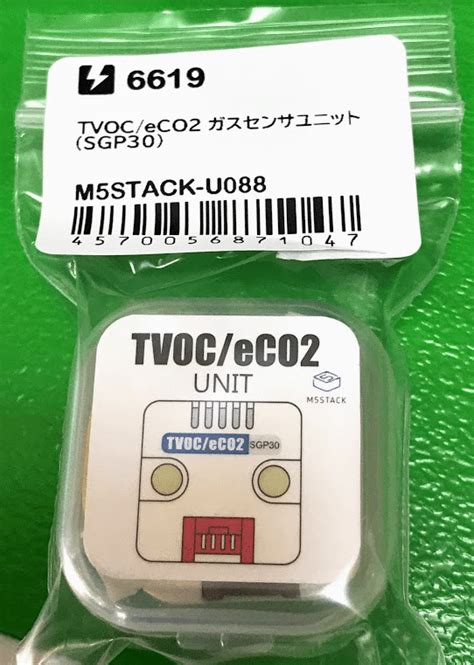 6619
TVOC/eCO2 ガスセンサユニット
(SGP30)
M5STACK-U088
4570056871047
TVOC/eCO2
UNIT
M5STACK
TVOC/eCO2 SGP30